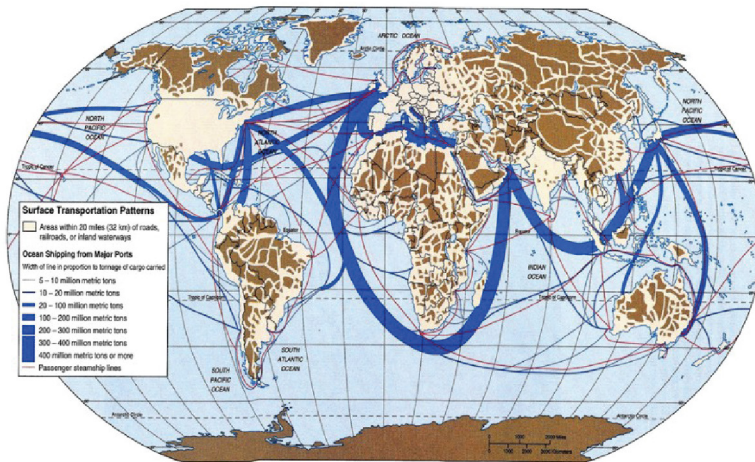 ARCTIC OCEAN
Arctic Circle
NORTH
PACIFIC
OCEAN
NORTH
ATLANTIC
OCEAN
NORTH
PACIFIC
OCEAN
Tropic of Cancer
Tropic of Cancer
Surface Transportation Patterns
Areas within 20 miles (32 km) of roads,
railroads, or inland waterways
Ocean Shipping from Major Ports
Width of line in proportion to tonnage of cargo carried
5 – 10 million metric tons
10 – 20 million metric tons
20 – 100 million metric tons
100 – 200 million metric tons
200 – 300 million metric tons
300 – 400 million metric tons
400 million metric tons or more
Passenger steamship lines
Equator
Equator
INDIAN
OCEAN
Tropic of Capricorn
Tropic of Capricorn
SOUTH
ATLANTIC
OCEAN
SOUTH
PACIFIC
OCEAN
Antarctic Circle
Antarctic Circle